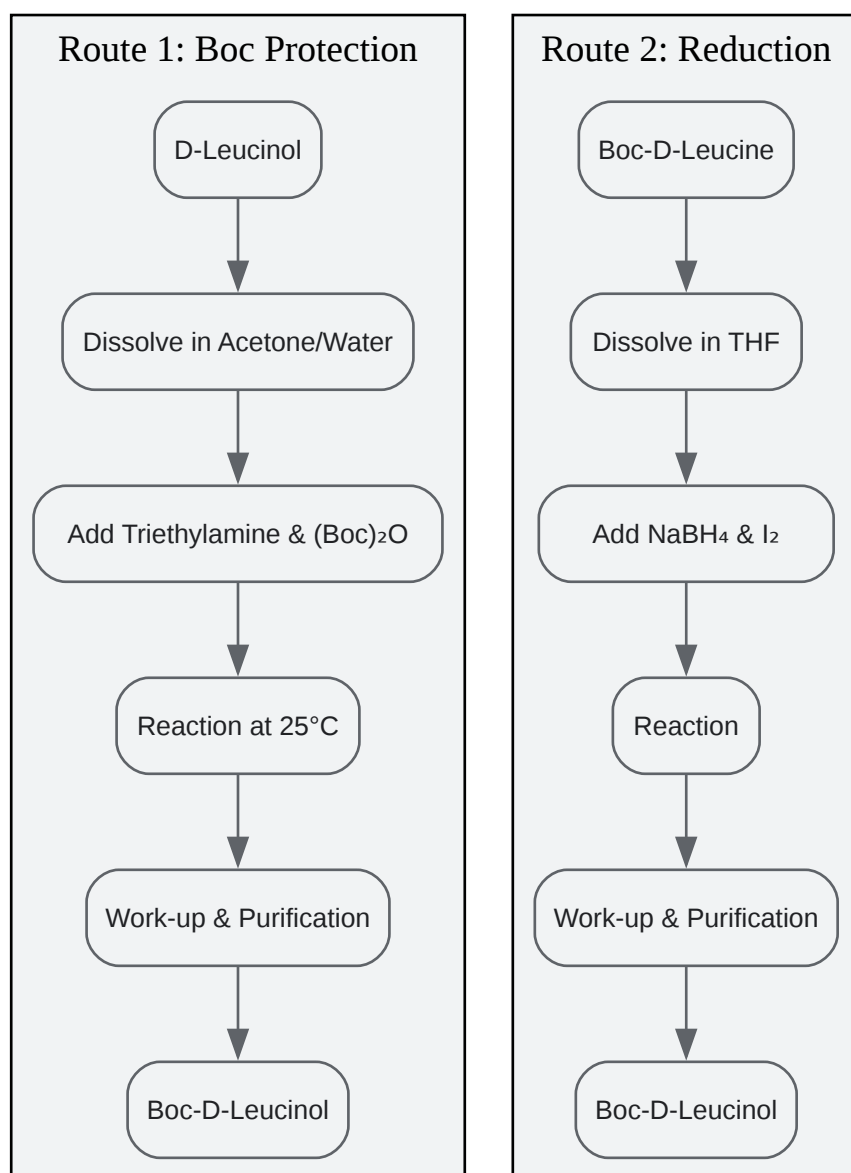 Route 1: Boc Protection
D-Leucinol
Dissolve in Acetone/Water
Add Triethylamine & (Boc)₂O
Reaction at 25°C
Work-up & Purification
Boc-D-Leucinol
Route 2: Reduction
Boc-D-Leucine
Dissolve in THF
Add NaBH₄ & I₂
Reaction
Work-up & Purification
Boc-D-Leucinol